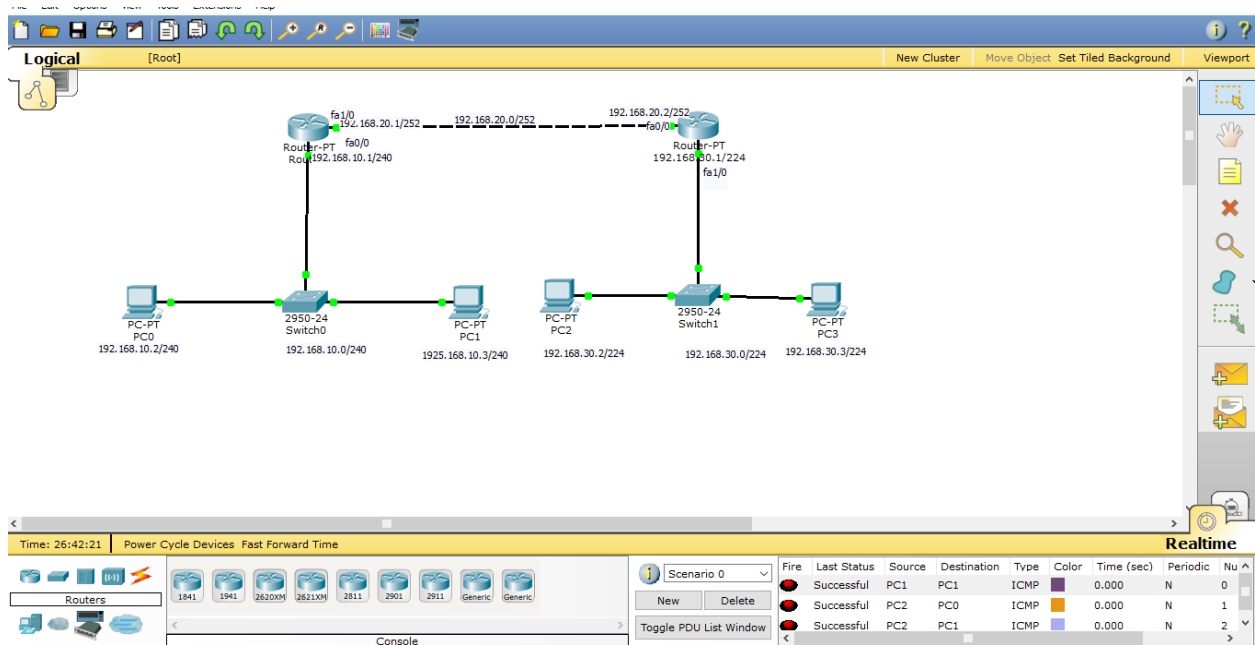 File Edit Options View Tools Extensions Help
Logical [Root] New Cluster Move Object Set Tiled Background Viewport
fa1/0
192.168.20.1/252 192.168.20.0/252 192.168.20.2/252
fa0/0
Router-PT fa0/0 Router-PT
192.168.10.1/240 192.168.30.1/224
fa1/0
PC-PT 2950-24 PC-PT PC-PT 2950-24 PC-PT
PC0 Switch0 PC1 PC2 Switch1 PC3
192.168.10.2/240 192.168.10.0/240 1925.168.10.3/240 192.168.30.2/224 192.168.30.0/224 192.168.30.3/224
Time: 26:42:21 Power Cycle Devices Fast Forward Time Realtime
Routers
1841 1941 2620XM 2621XM 2811 2901 2911 Generic Generic
Console
Scenario 0
New Delete
Toggle PDU List Window
Fire Last Status Source Destination Type Color Time (sec) Periodic Nu
Successful PC1 PC1 ICMP 0.000 N 0
Successful PC2 PC0 ICMP 0.000 N 1
Successful PC2 PC1 ICMP 0.000 N 2